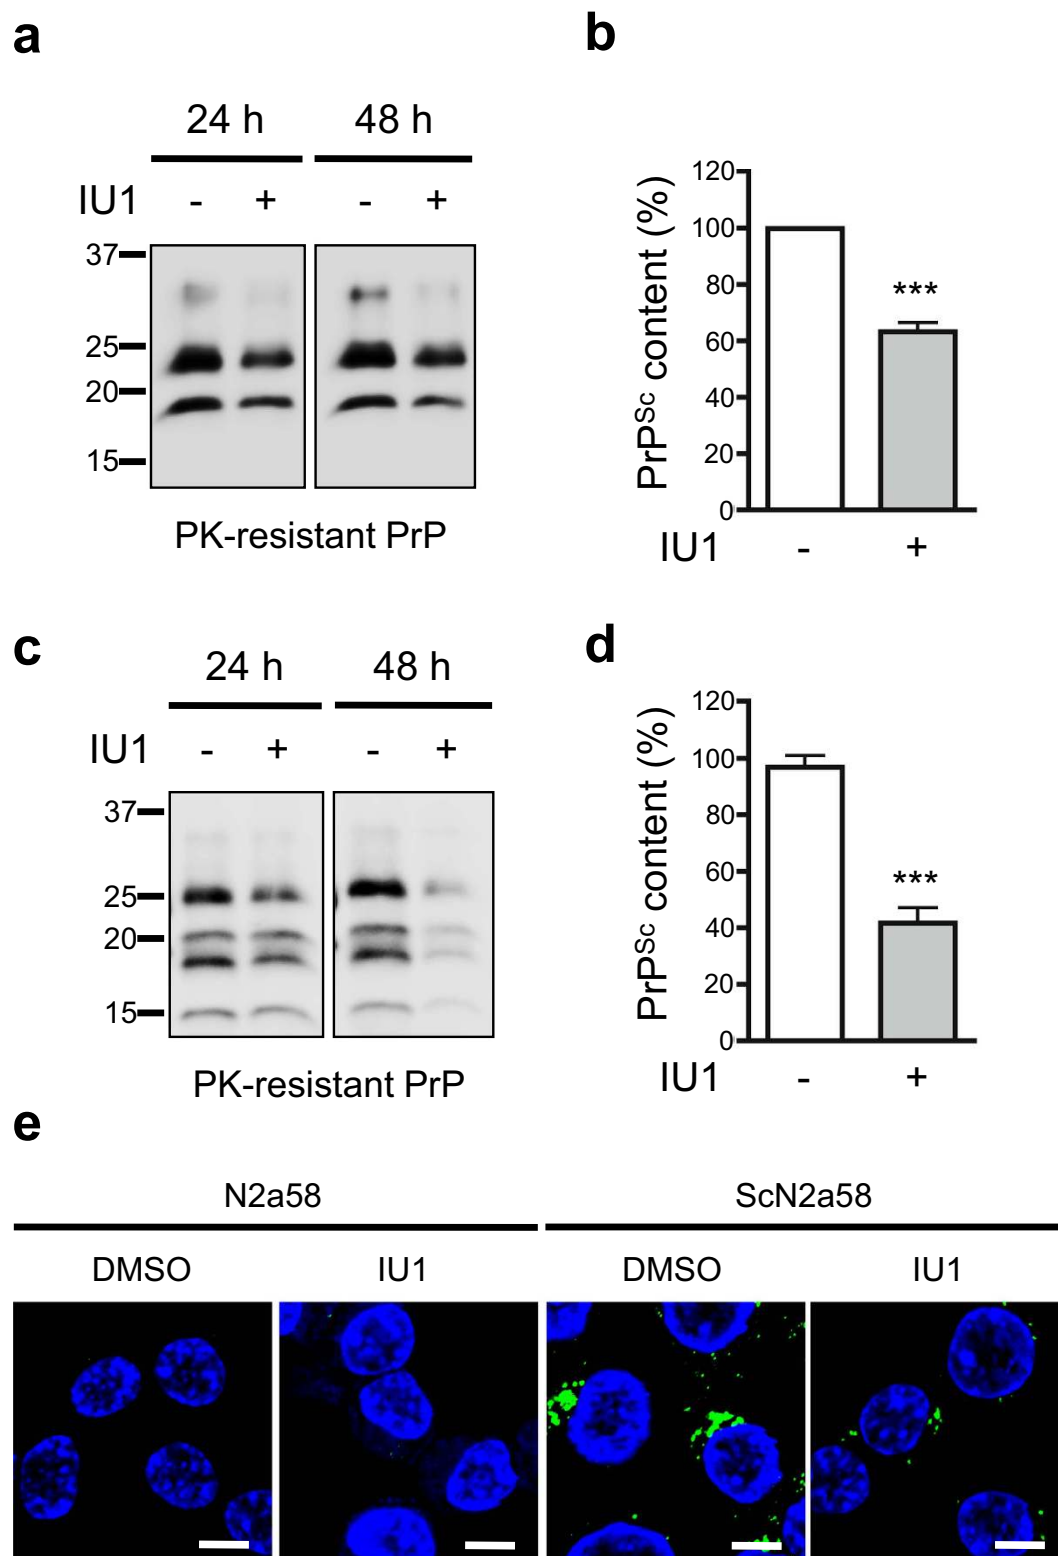 a
24 h 48 h
IU1 - + - +
37
25
20
15
PK-resistant PrP
b
PrPSc content (%)
120
100
80
60
40
20
0
***
IU1 - +
c
24 h 48 h
IU1 - + - +
37
25
20
15
PK-resistant PrP
d
PrPSc content (%)
120
100
80
60
40
20
0
***
IU1 - +
e
N2a58 ScN2a58
DMSO IU1 DMSO IU1